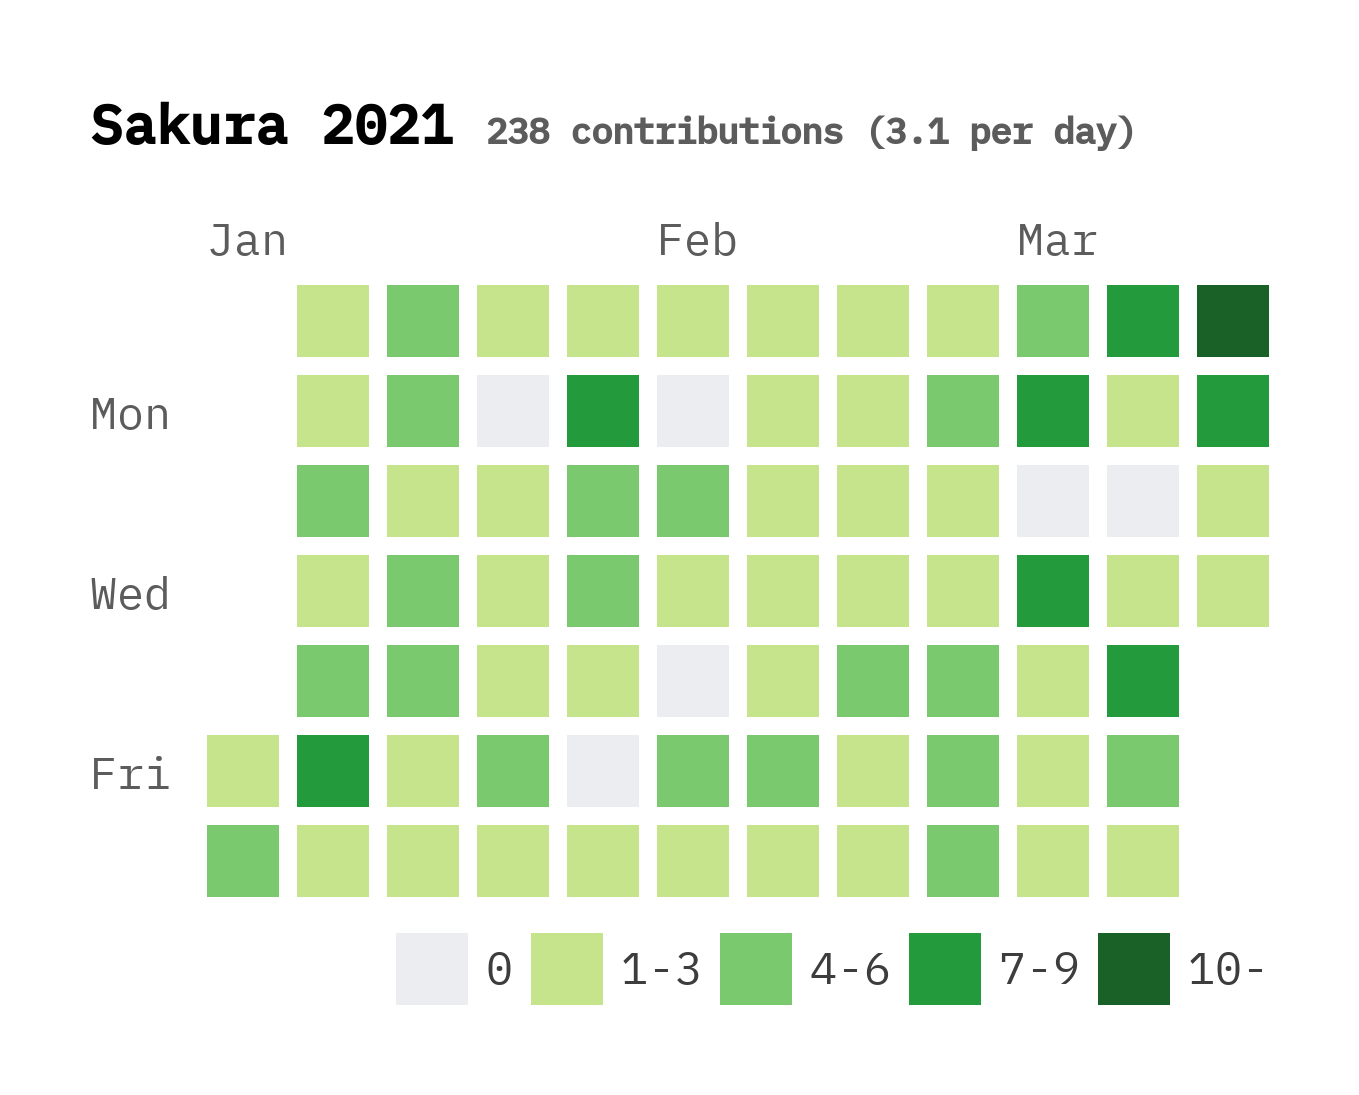 Sakura 2021 238 contributions (3.1 per day)
Jan Feb Mar
Mon
Wed
Fri
0 1-3 4-6 7-9 10-